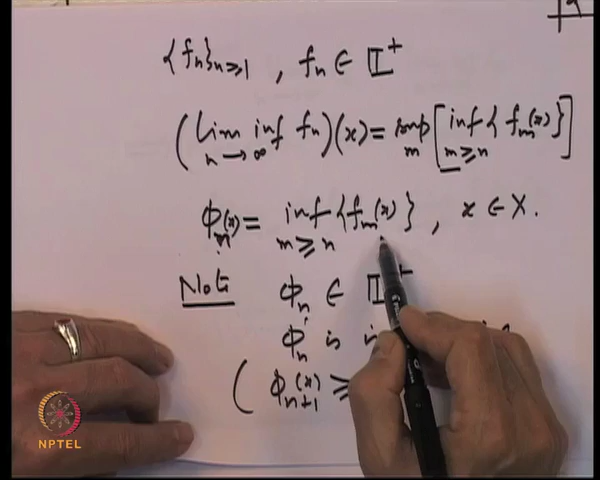 {fn}n≥1 , fn ∈ 𝕃⁺
(lim inf fn)(x) = sup [inf { fm(x) }]
n → ∞ m m ≥ n
ϕn(x) = inf { fm(x) } , x ∈ X.
m ≥ n
Note ϕn ∈ 𝕃⁺
ϕn is
( ϕn+1(x) ≥
NPTEL